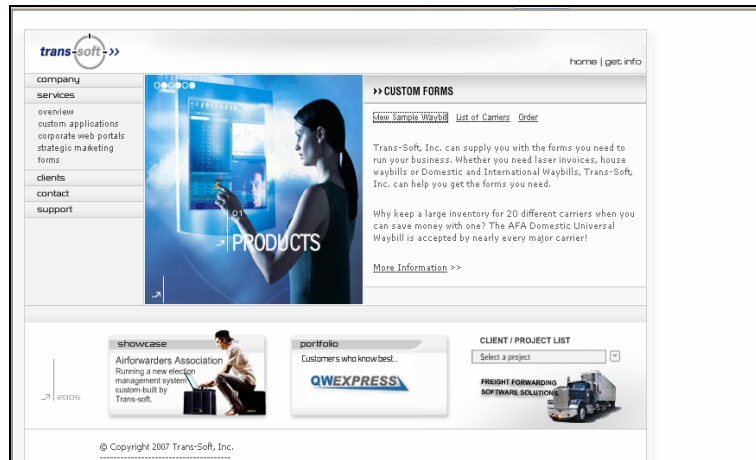 trans-soft->>
home | get info
company
services
overview
custom applications
corporate web portals
strategic marketing
forms
clients
contact
support
01
PRODUCTS
>> CUSTOM FORMS
View Sample Waybill List of Carriers Order
Trans-Soft, Inc. can supply you with the forms you need to
run your business. Whether you need laser invoices, house
waybills or Domestic and International Waybills, Trans-Soft,
Inc. can help you get the forms you need.
Why keep a large inventory for 20 different carriers when you
can save money with one? The AFA Domestic Universal
Waybill is accepted by nearly every major carrier!
More Information >>
2005
showcase
Airforwarders Association
Running a new election
management system
custom-built by
Trans-soft.
portfolio
Customers who know best...
QWEXPRESS
CLIENT / PROJECT LIST
Select a project
FREIGHT FORWARDING
SOFTWARE SOLUTIONS
© Copyright 2007 Trans-Soft, Inc.
------------------------------------